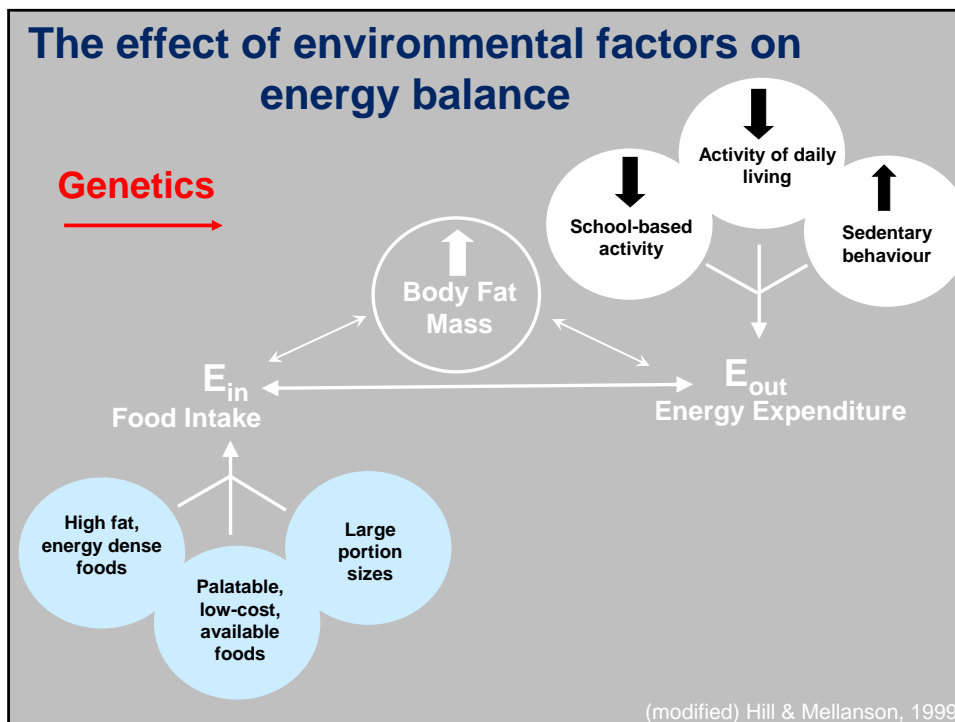 The effect of environmental factors on
energy balance
Genetics
Activity of daily
living
School-based
activity
Sedentary
behaviour
Body Fat
Mass
E_in
Food Intake
E_out
Energy Expenditure
High fat,
energy dense
foods
Palatable,
low-cost,
available
foods
Large
portion
sizes
(modified) Hill & Mellanson, 1999